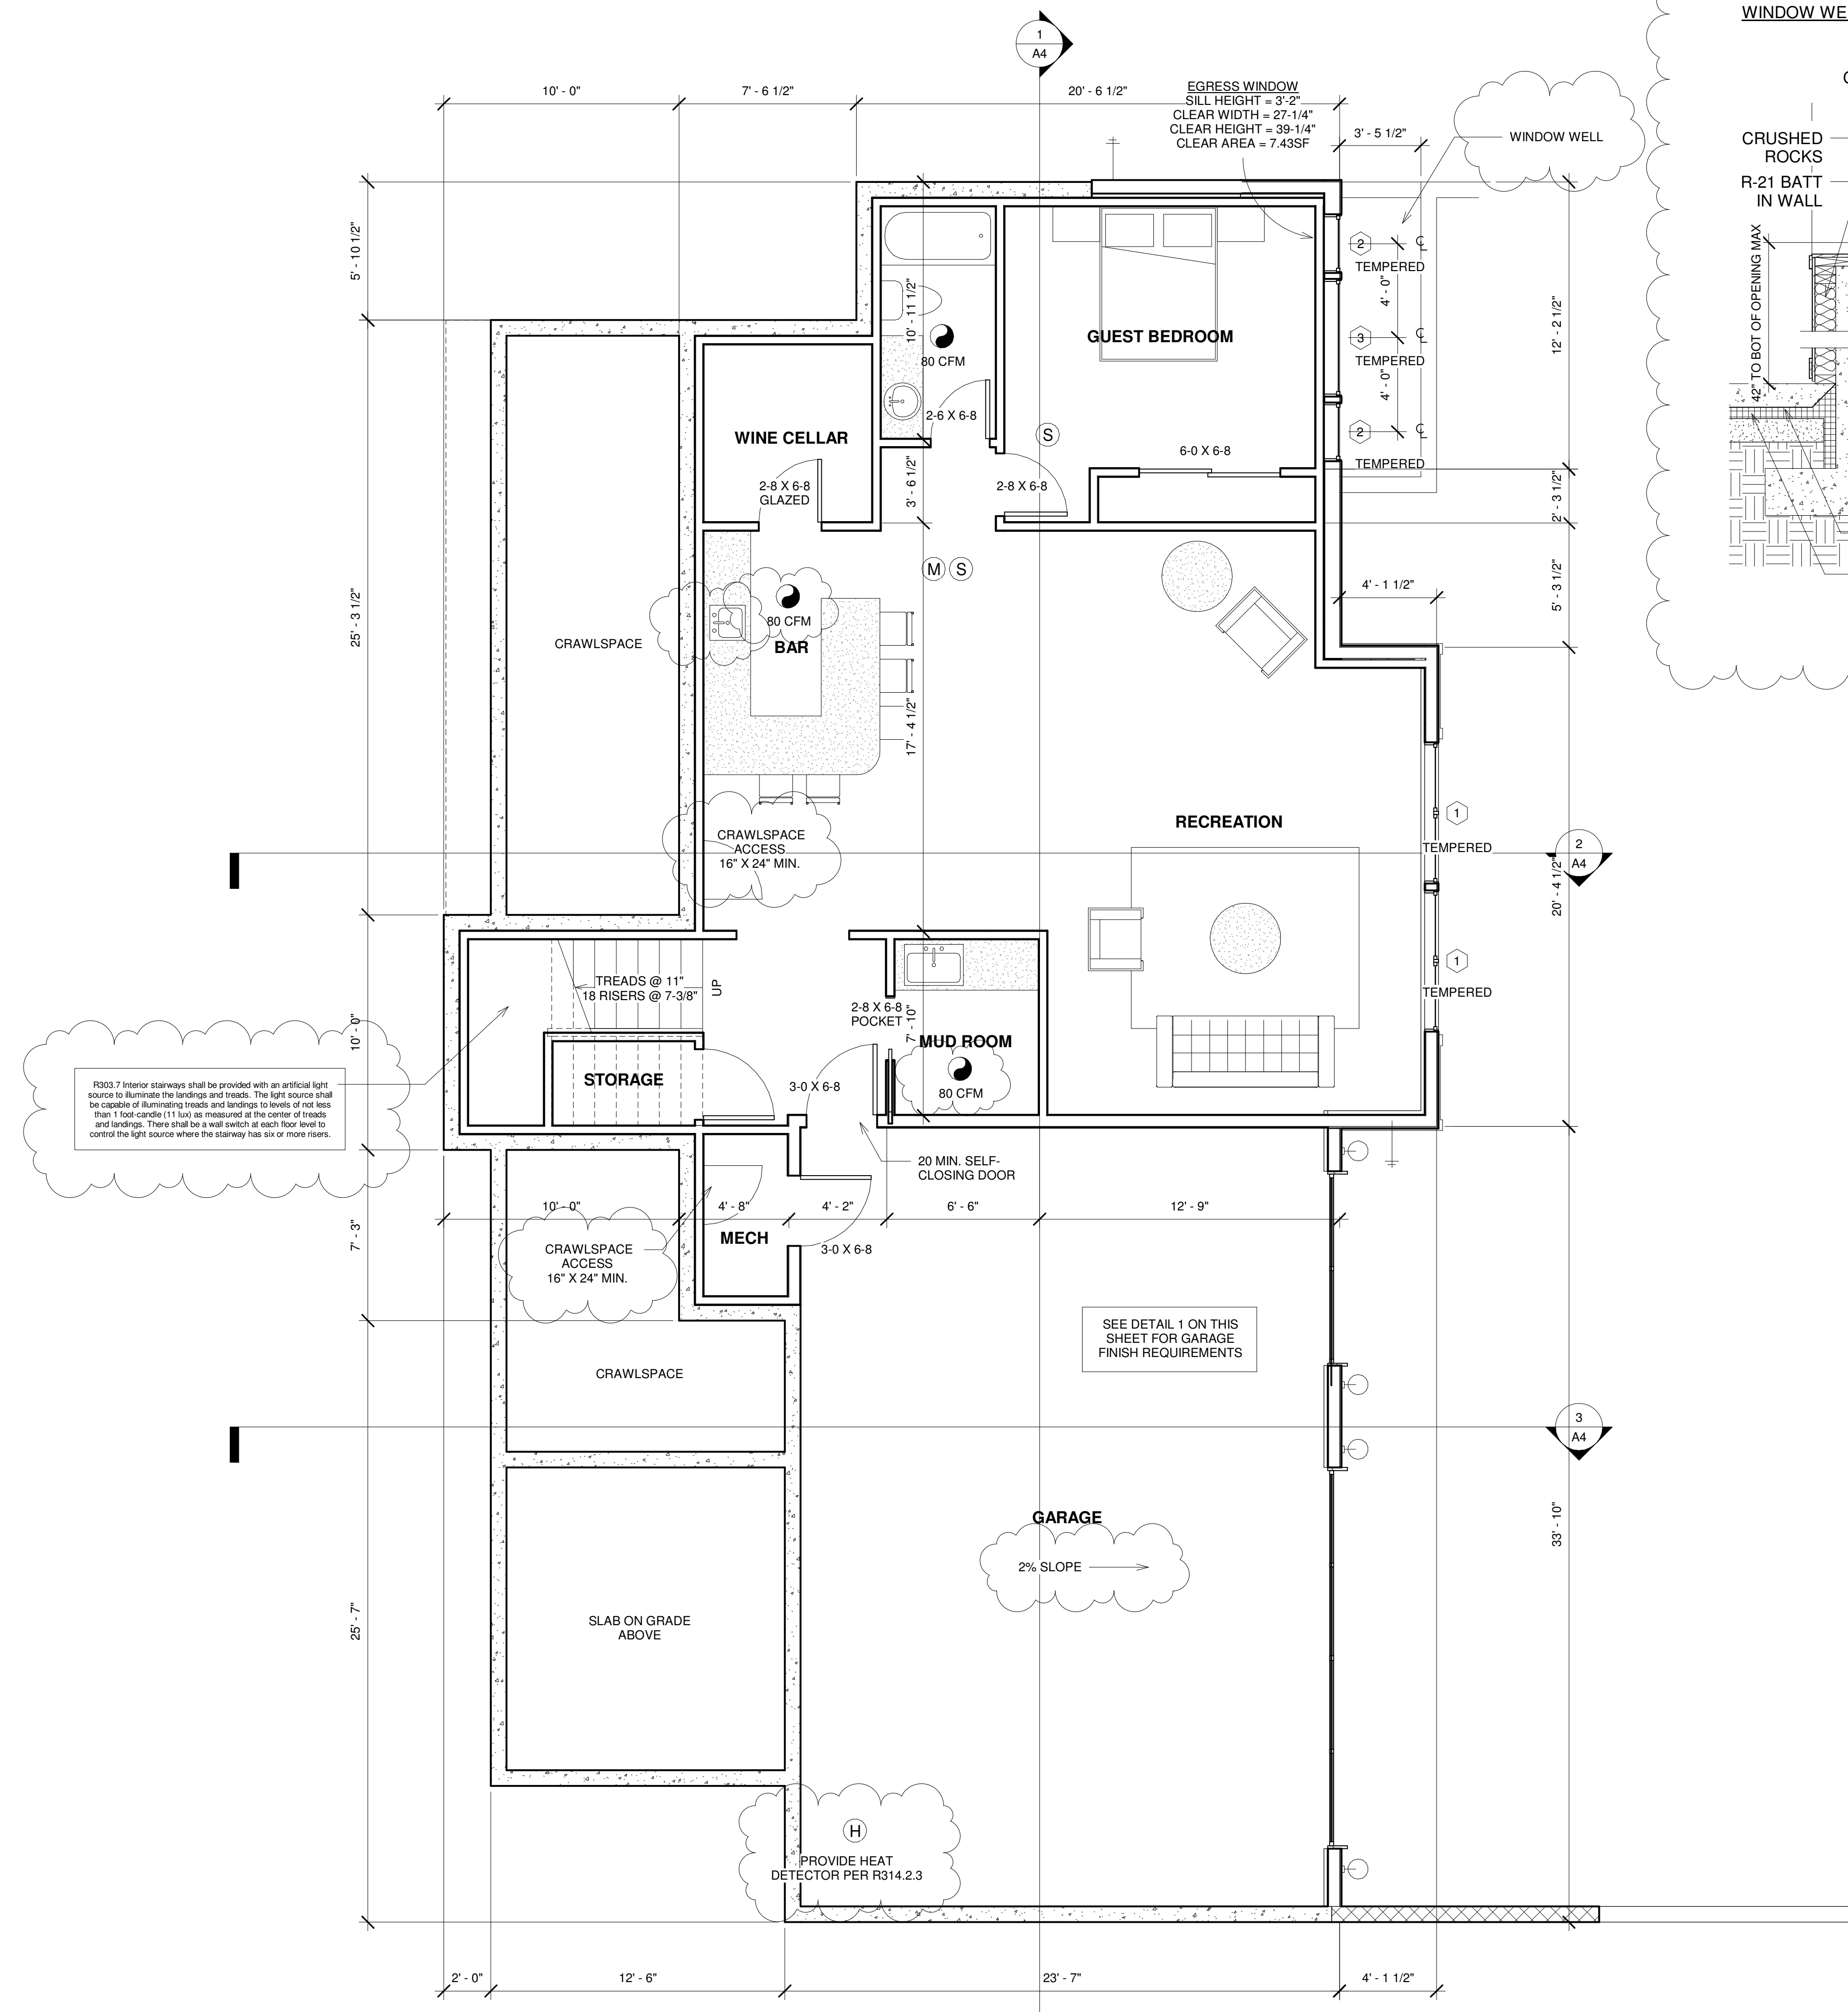 1
A4
WINDOW WE
10' - 0"
7' - 6 1/2"
20' - 6 1/2"
EGRESS WINDOW
SILL HEIGHT = 3'-2"
CLEAR WIDTH = 27-1/4"
CLEAR HEIGHT = 39-1/4"
CLEAR AREA = 7.43SF
3' - 5 1/2"
WINDOW WELL
CRUSHED
ROCKS
R-21 BATT
IN WALL
42" TO BOT OF OPENING MAX
5' - 10 1/2"
10' - 11 1/2"
80 CFM
GUEST BEDROOM
2
TEMPERED
4' - 0"
3
TEMPERED
4' - 0"
2
TEMPERED
12' - 2 1/2"
WINE CELLAR
2-6 X 6-8
S
6-0 X 6-8
2-8 X 6-8
GLAZED
3' - 6 1/2"
2-8 X 6-8
2' - 3 1/2"
M
S
5' - 3 1/2"
4' - 1 1/2"
25' - 3 1/2"
CRAWLSPACE
80 CFM
BAR
17' - 4 1/2"
CRAWLSPACE
ACCESS
16" X 24" MIN.
RECREATION
1
TEMPERED
2
A4
20' - 4 1/2"
1
TEMPERED
TREADS @ 11"
18 RISERS @ 7-3/8"
UP
2-8 X 6-8
POCKET
7' - 10"
MUD ROOM
80 CFM
10' - 0"
STORAGE
3-0 X 6-8
R303.7 Interior stairways shall be provided with an artificial light
source to illuminate the landings and treads. The light source shall
be capable of illuminating treads and landings to levels of not less
than 1 foot-candle (11 lux) as measured at the center of treads
and landings. There shall be a wall switch at each floor level to
control the light source where the stairway has six or more risers.
20 MIN. SELF-
CLOSING DOOR
10' - 0"
4' - 8"
4' - 2"
6' - 6"
12' - 9"
7' - 3"
MECH
3-0 X 6-8
CRAWLSPACE
ACCESS
16" X 24" MIN.
SEE DETAIL 1 ON THIS
SHEET FOR GARAGE
FINISH REQUIREMENTS
CRAWLSPACE
3
A4
GARAGE
2% SLOPE
33' - 10"
25' - 7"
SLAB ON GRADE
ABOVE
H
PROVIDE HEAT
DETECTOR PER R314.2.3
2' - 0"
12' - 6"
23' - 7"
4' - 1 1/2"